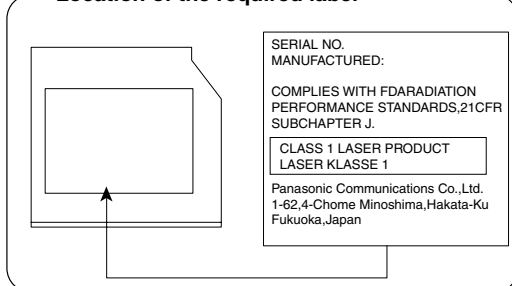 Location of the required label
SERIAL NO.
MANUFACTURED:
COMPLIES WITH FDARADIATION
PERFORMANCE STANDARDS,21CFR
SUBCHAPTER J.
CLASS 1 LASER PRODUCT
LASER KLASSE 1
Panasonic Communications Co.,Ltd.
1-62,4-Chome Minoshima,Hakata-Ku
Fukuoka,Japan